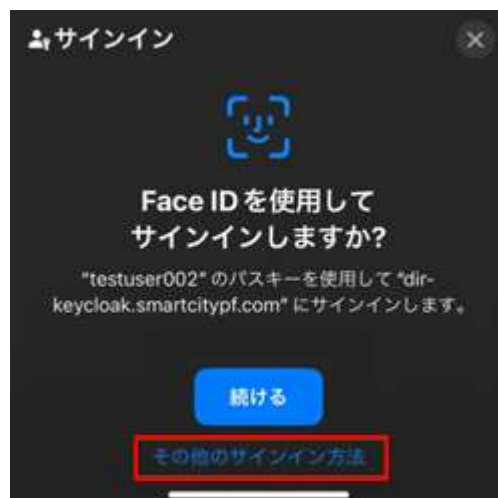 サインイン
Face IDを使用して
サインインしますか?
"testuser002" のパスキーを使用して "dir-
keycloak.smartcitypf.com" にサインインします。
続ける
その他のサインイン方法